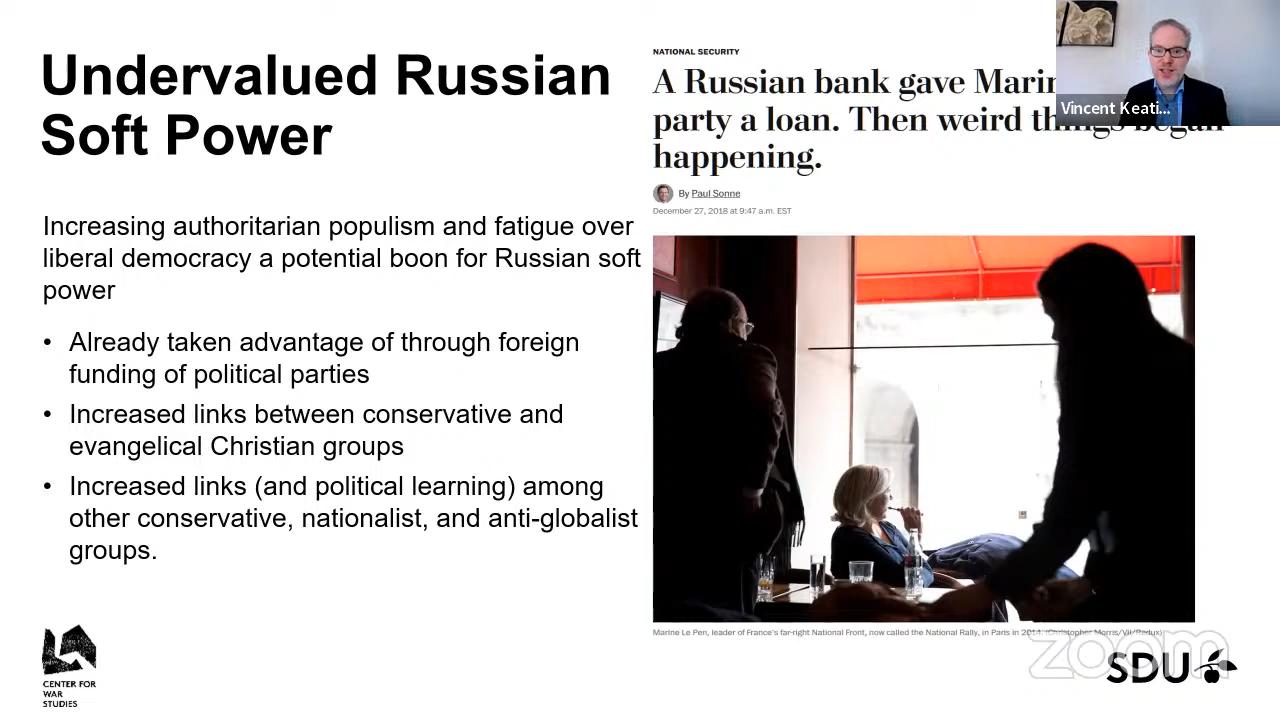 Undervalued Russian
Soft Power
Increasing authoritarian populism and fatigue over
liberal democracy a potential boon for Russian soft
power
• Already taken advantage of through foreign
funding of political parties
• Increased links between conservative and
evangelical Christian groups
• Increased links (and political learning) among
other conservative, nationalist, and anti-globalist
groups.
CENTER FOR
WAR
STUDIES
NATIONAL SECURITY
A Russian bank gave Marin
party a loan. Then weird things began
happening.
By Paul Sonne
December 27, 2018 at 9:47 a.m. EST
Marine Le Pen, leader of France's far-right National Front, now called the National Rally, in Paris in 2014. (Christopher Morris/VII/Redux)
Vincent Keati...
zoom
SDU